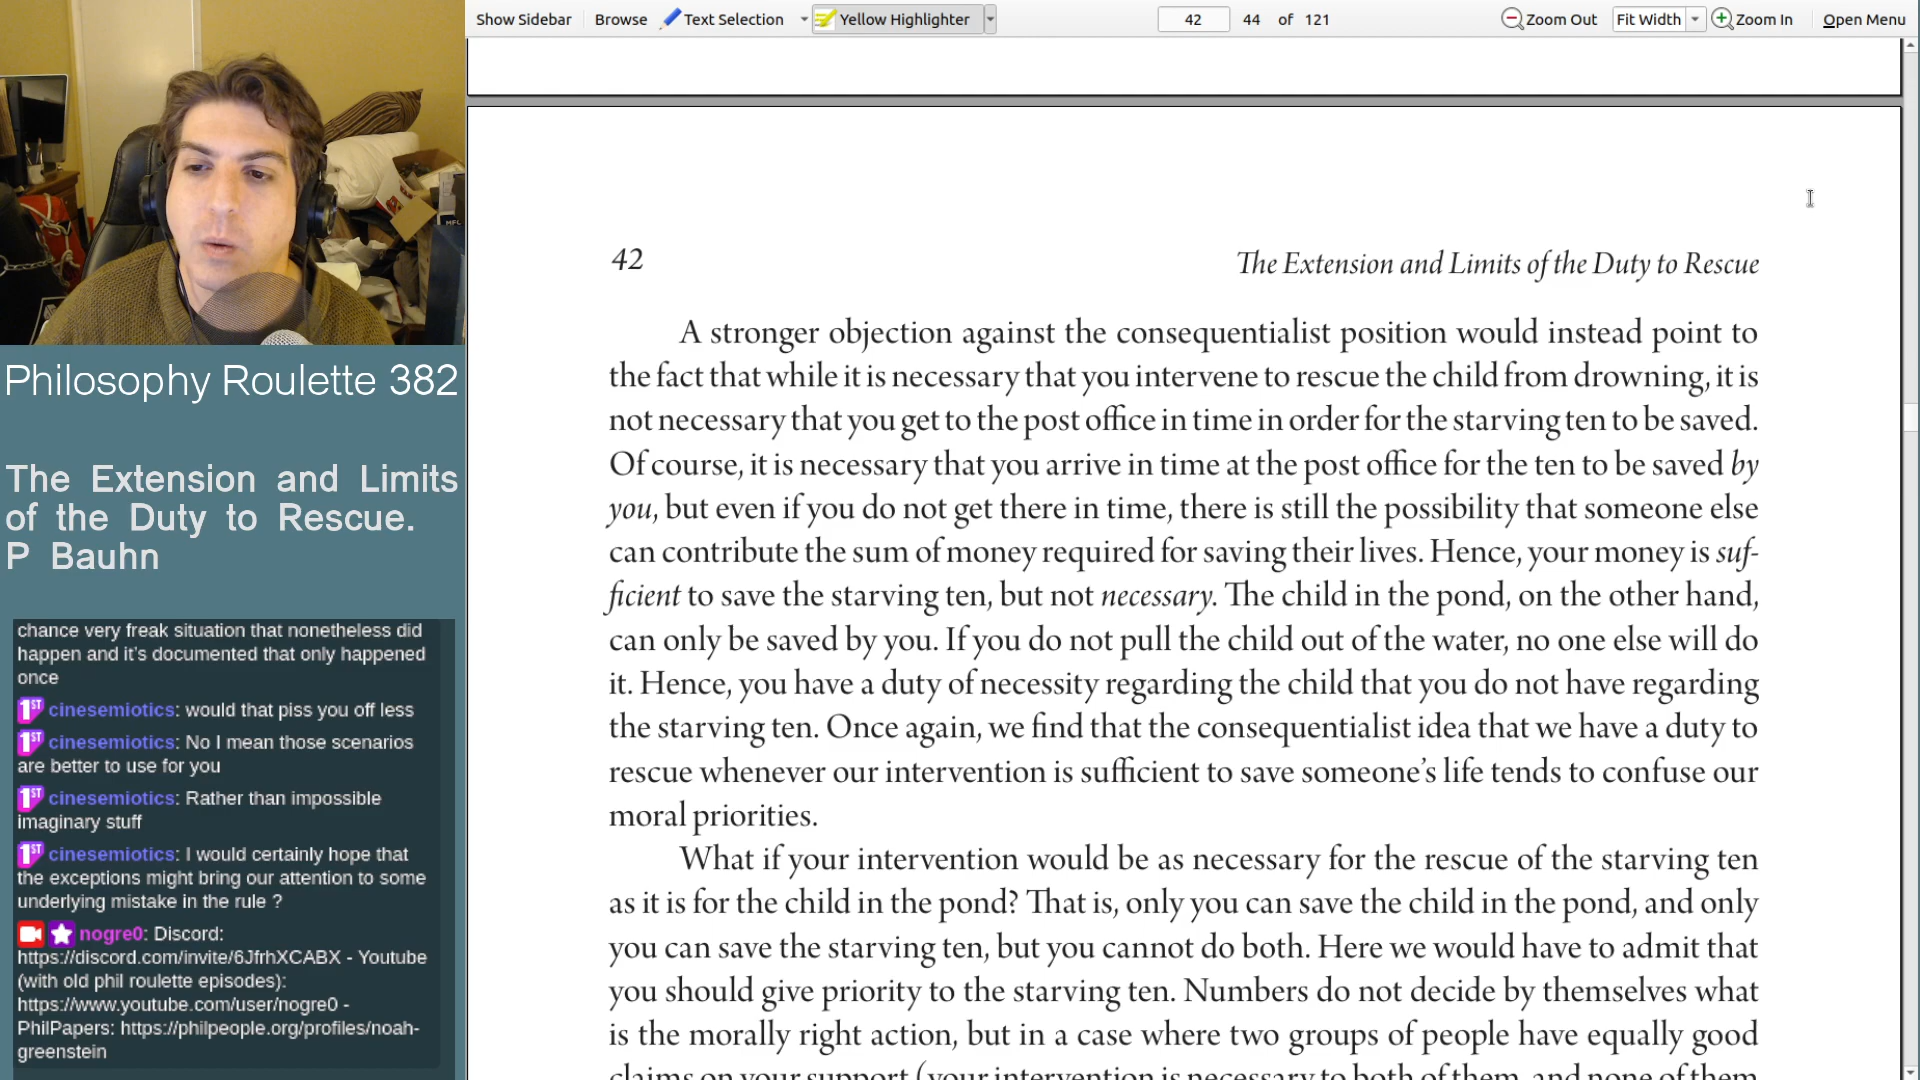 Show Sidebar Browse Text Selection Yellow Highlighter 42 44 of 121 Zoom Out Fit Width Zoom In Open Menu
42 The Extension and Limits of the Duty to Rescue
A stronger objection against the consequentialist position would instead point to
the fact that while it is necessary that you intervene to rescue the child from drowning, it is
not necessary that you get to the post office in time in order for the starving ten to be saved.
Of course, it is necessary that you arrive in time at the post office for the ten to be saved by
you, but even if you do not get there in time, there is still the possibility that someone else
can contribute the sum of money required for saving their lives. Hence, your money is suf-
ficient to save the starving ten, but not necessary. The child in the pond, on the other hand,
can only be saved by you. If you do not pull the child out of the water, no one else will do
it. Hence, you have a duty of necessity regarding the child that you do not have regarding
the starving ten. Once again, we find that the consequentialist idea that we have a duty to
rescue whenever our intervention is sufficient to save someone's life tends to confuse our
moral priorities.
What if your intervention would be as necessary for the rescue of the starving ten
as it is for the child in the pond? That is, only you can save the child in the pond, and only
you can save the starving ten, but you cannot do both. Here we would have to admit that
you should give priority to the starving ten. Numbers do not decide by themselves what
is the morally right action, but in a case where two groups of people have equally good
claims on your support (your intervention is necessary to both of them, and none of them
Philosophy Roulette 382
The Extension and Limits
of the Duty to Rescue.
P Bauhn
chance very freak situation that nonetheless did
happen and it's documented that only happened
once
1ST cinesemiotics: would that piss you off less
1ST cinesemiotics: No I mean those scenarios
are better to use for you
1ST cinesemiotics: Rather than impossible
imaginary stuff
1ST cinesemiotics: I would certainly hope that
the exceptions might bring our attention to some
underlying mistake in the rule ?
nogre0: Discord:
https://discord.com/invite/6JfrhXCABX - Youtube
(with old phil roulette episodes):
https://www.youtube.com/user/nogre0 -
PhilPapers: https://philpeople.org/profiles/noah-
greenstein